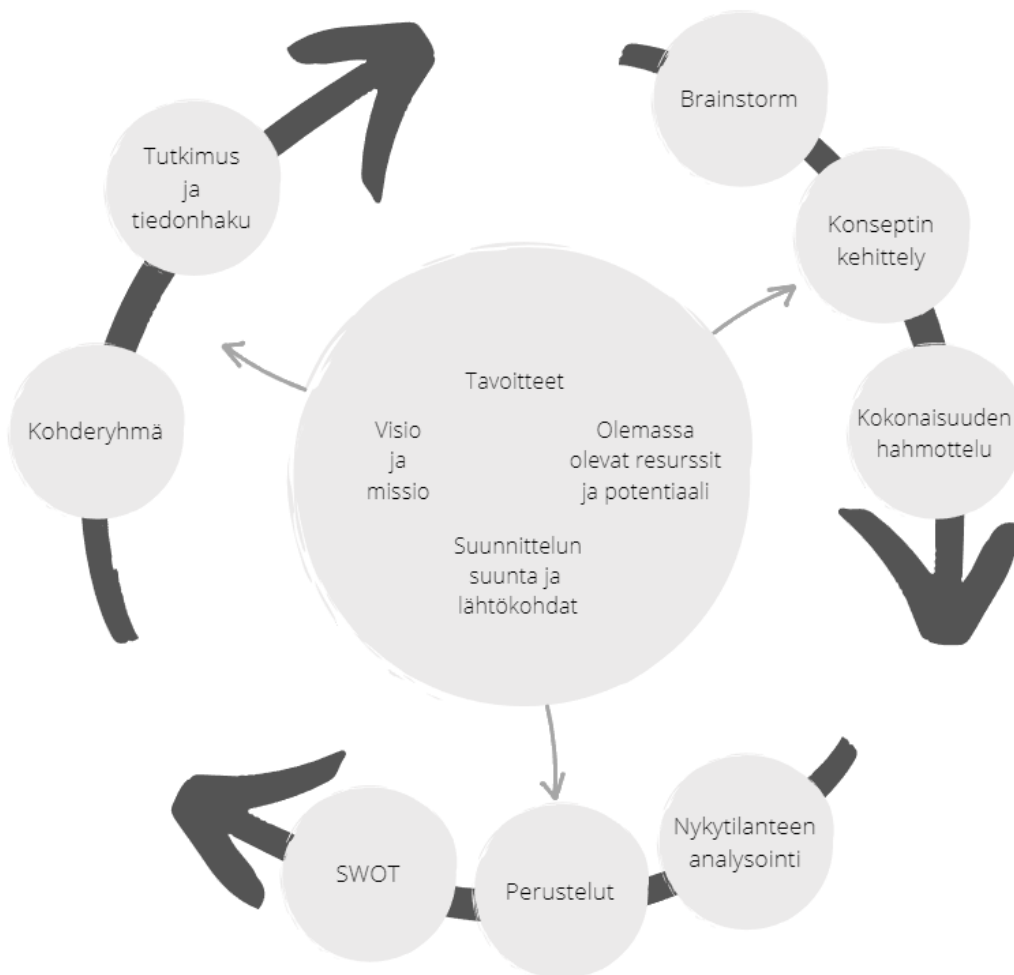 Brainstorm
Tutkimus
ja
tiedonhaku
Konseptin
kehittely
Kohderyhmä
Kokonaisuuden
hahmottelu
Tavoitteet
Visio
ja
missio
Olemassa
olevat resurssit
ja potentiaali
Suunnittelun
suunta ja
lähtökohdat
Nykytilanteen
analysointi
Perustelut
SWOT